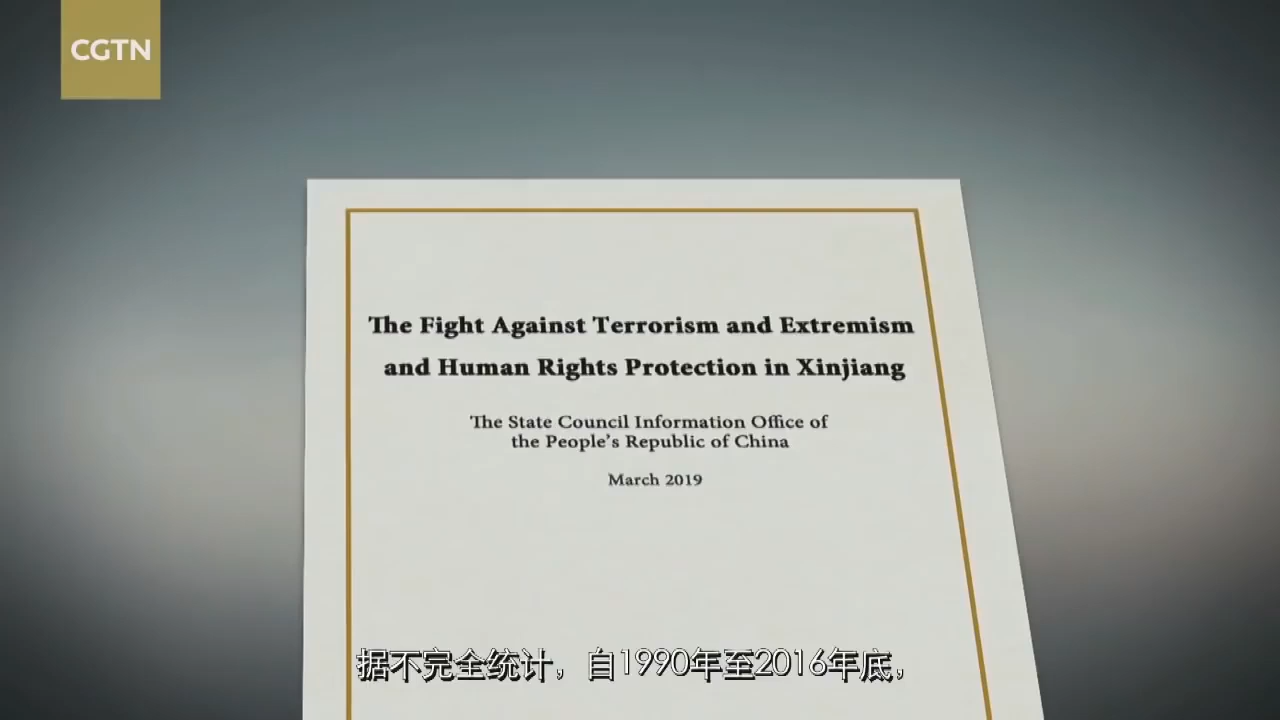 CGTN
The Fight Against Terrorism and Extremism
and Human Rights Protection in Xinjiang
The State Council Information Office of
the People's Republic of China
March 2019
据不完全统计，自1990年至2016年底，